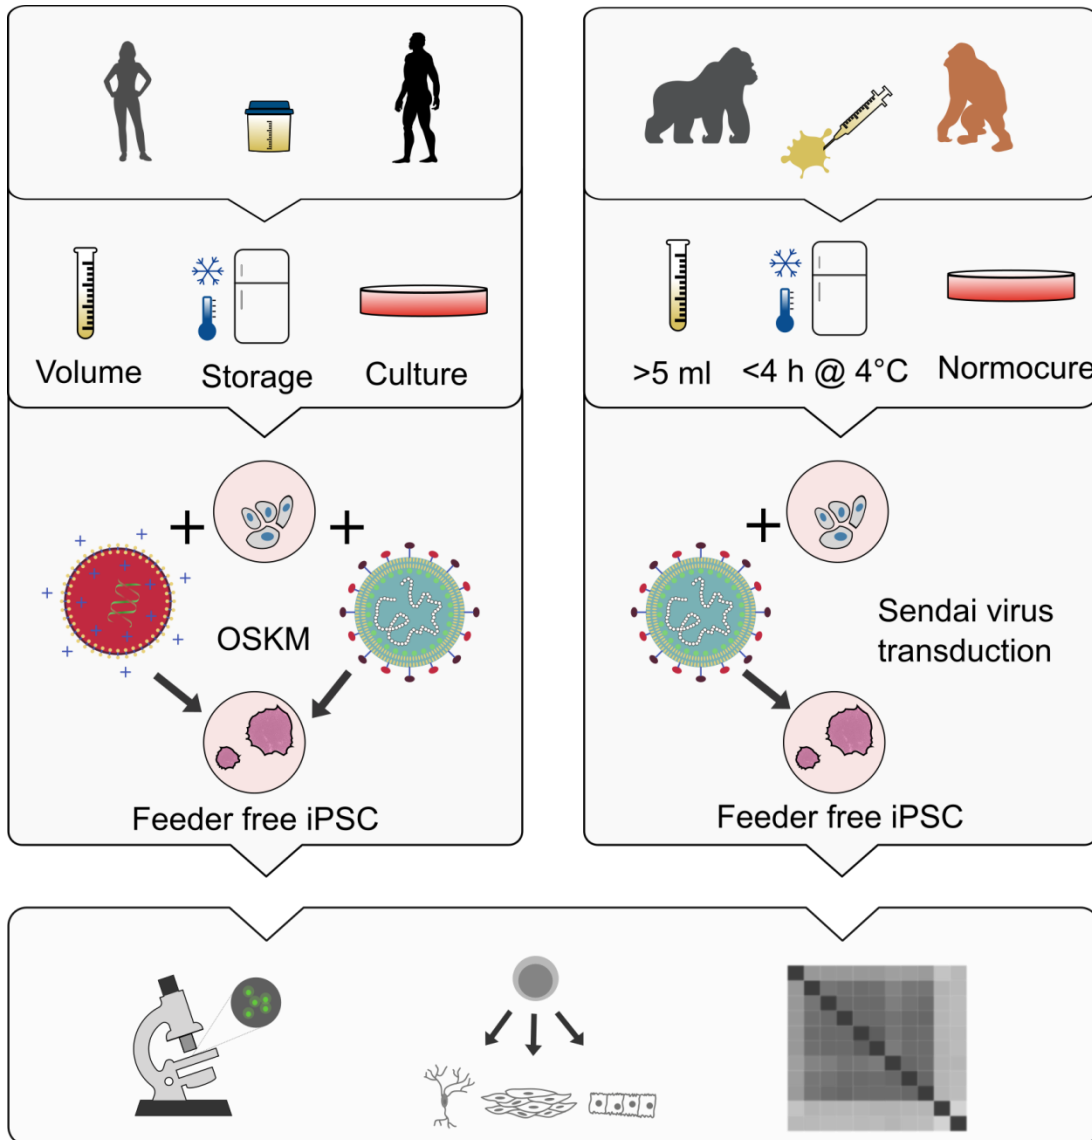 Volume
Storage
Culture
>5 ml
<4 h @ 4°C
Normocure
OSKM
Sendai virus
transduction
Feeder free iPSC
Feeder free iPSC